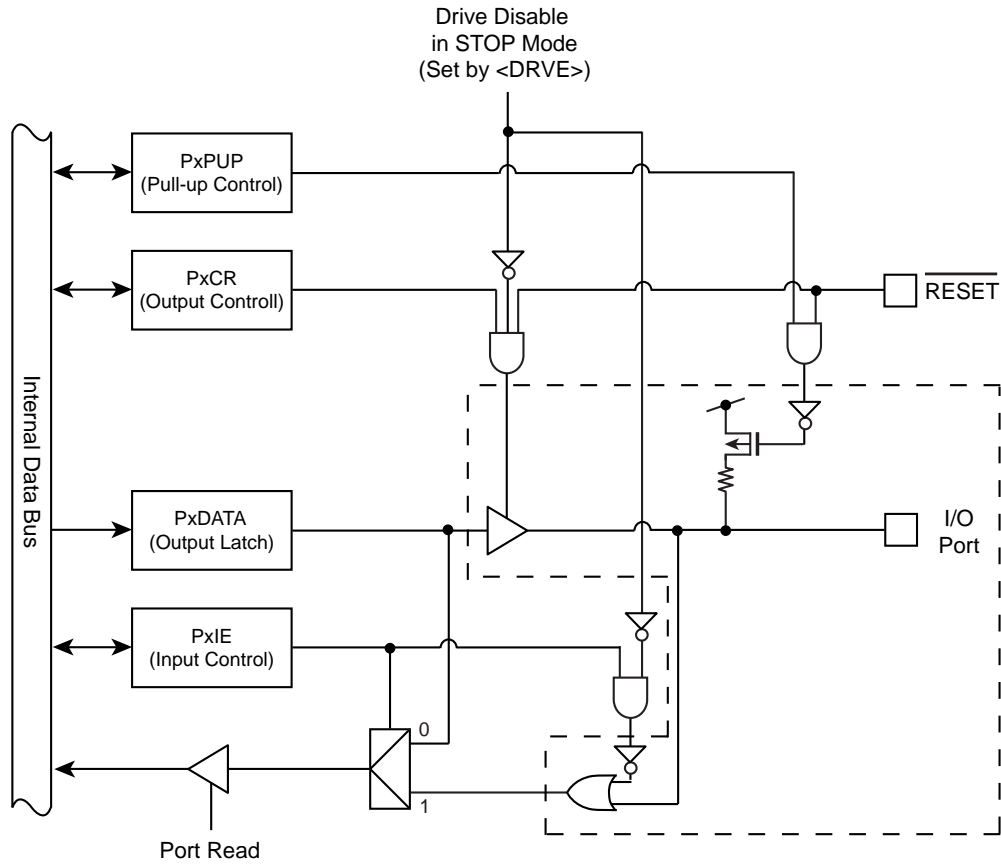 Drive Disable
in STOP Mode
(Set by <DRVE>)
PxPUP
(Pull-up Control)
PxCR
(Output Controll)
RESET
Internal Data Bus
PxDATA
(Output Latch)
I/O
Port
PxIE
(Input Control)
0
1
Port Read